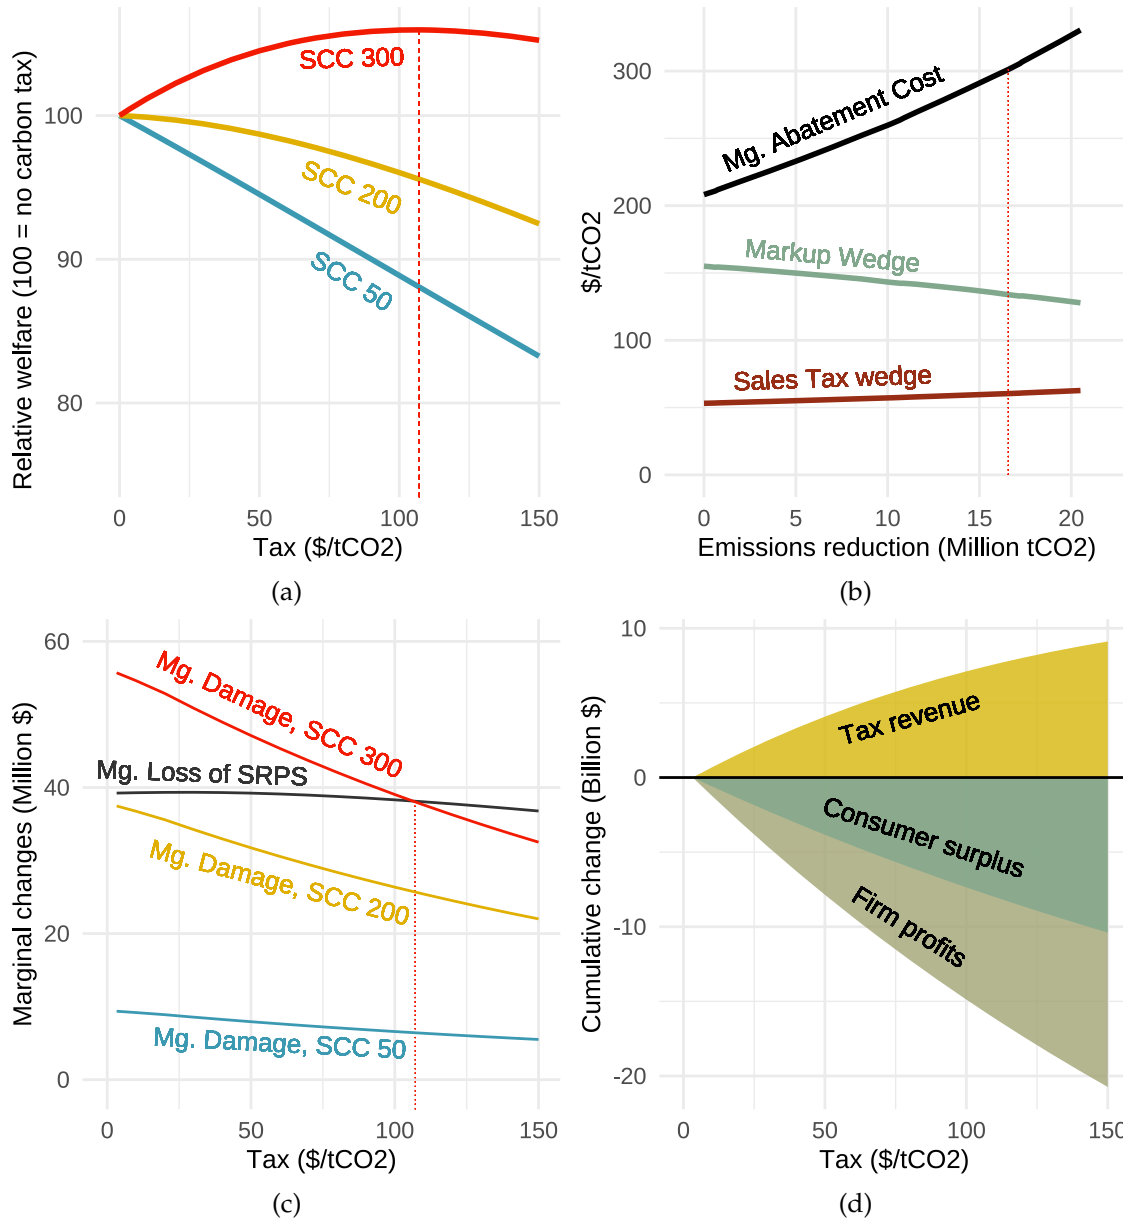 Relative welfare (100 = no carbon tax)
100
90
80
SCC 300
SCC 200
SCC 50
0
50
100
150
Tax ($/tCO2)
(a)
$/tCO2
300
200
100
0
Mg. Abatement Cost
Markup Wedge
Sales Tax wedge
0
5
10
15
20
Emissions reduction (Million tCO2)
(b)
Marginal changes (Million $)
60
40
20
0
Mg. Damage, SCC 300
Mg. Loss of SRPS
Mg. Damage, SCC 200
Mg. Damage, SCC 50
0
50
100
150
Tax ($/tCO2)
(c)
Cumulative change (Billion $)
10
0
-10
-20
Tax revenue
Consumer surplus
Firm profits
0
50
100
150
Tax ($/tCO2)
(d)